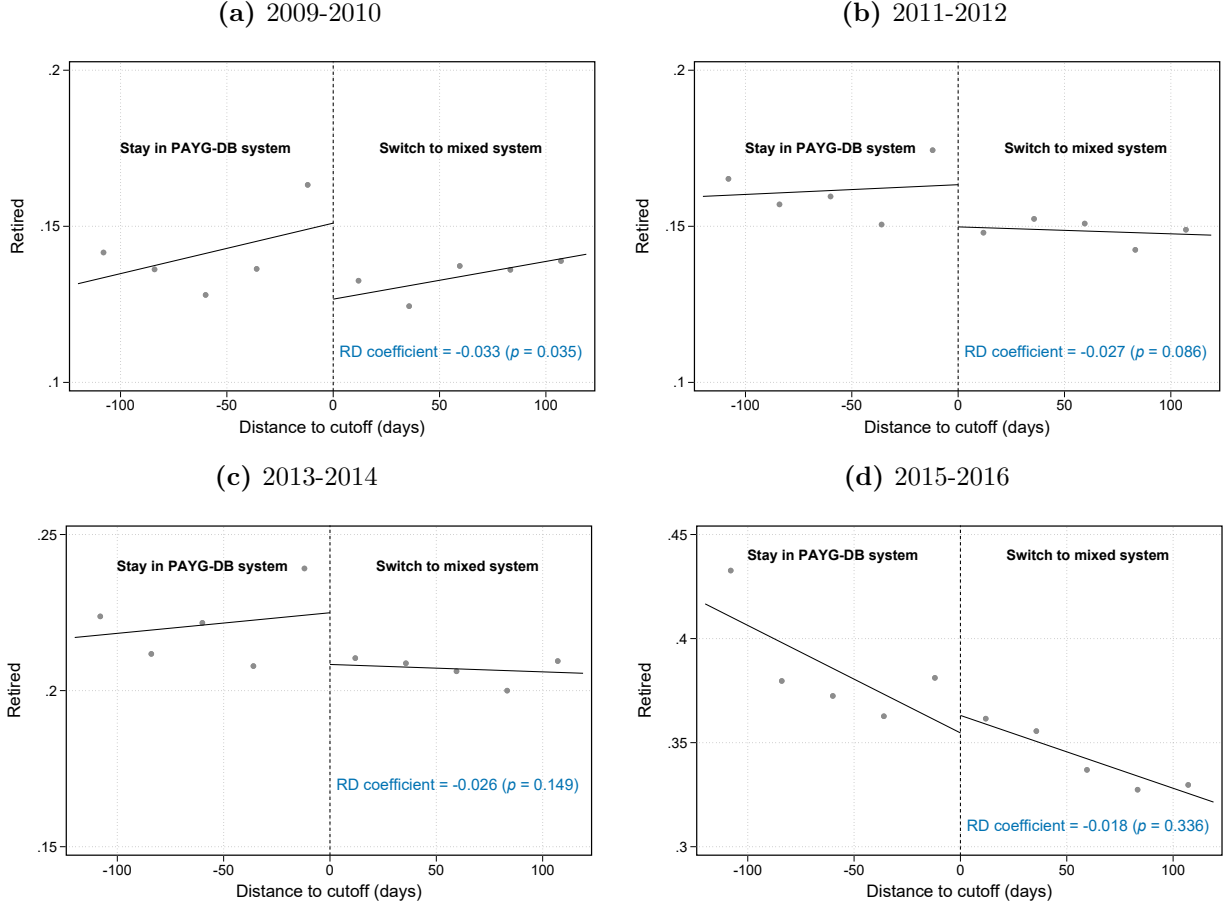 (a) 2009-2010
.2
.15
.1
Retired
Stay in PAYG-DB system
Switch to mixed system
RD coefficient = -0.033 (p = 0.035)
-100 -50 0 50 100
Distance to cutoff (days)
(b) 2011-2012
.2
.15
.1
Retired
Stay in PAYG-DB system
Switch to mixed system
RD coefficient = -0.027 (p = 0.086)
-100 -50 0 50 100
Distance to cutoff (days)
(c) 2013-2014
.25
.2
.15
Retired
Stay in PAYG-DB system
Switch to mixed system
RD coefficient = -0.026 (p = 0.149)
-100 -50 0 50 100
Distance to cutoff (days)
(d) 2015-2016
.45
.4
.35
.3
Retired
Stay in PAYG-DB system
Switch to mixed system
RD coefficient = -0.018 (p = 0.336)
-100 -50 0 50 100
Distance to cutoff (days)